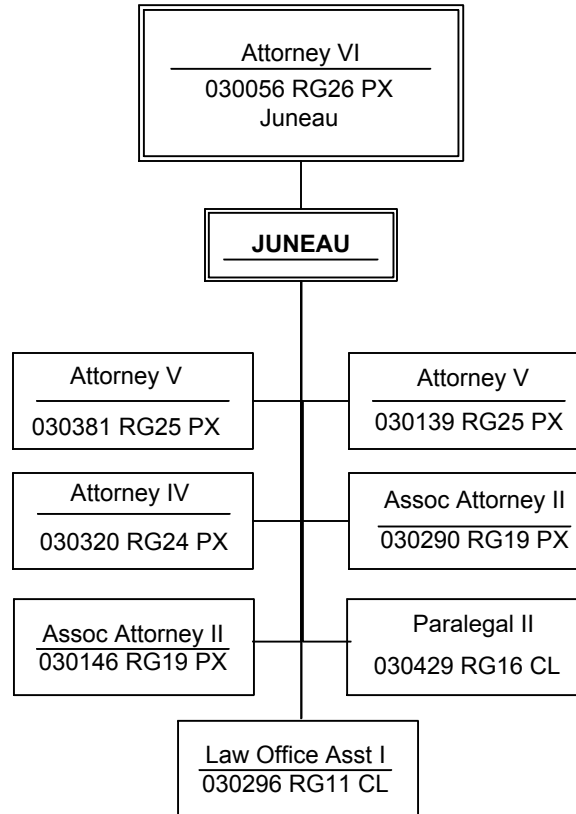 Attorney VI
030056 RG26 PX
Juneau
JUNEAU
Attorney V
030381 RG25 PX
Attorney V
030139 RG25 PX
Attorney IV
030320 RG24 PX
Assoc Attorney II
030290 RG19 PX
Assoc Attorney II
030146 RG19 PX
Paralegal II
030429 RG16 CL
Law Office Asst I
030296 RG11 CL